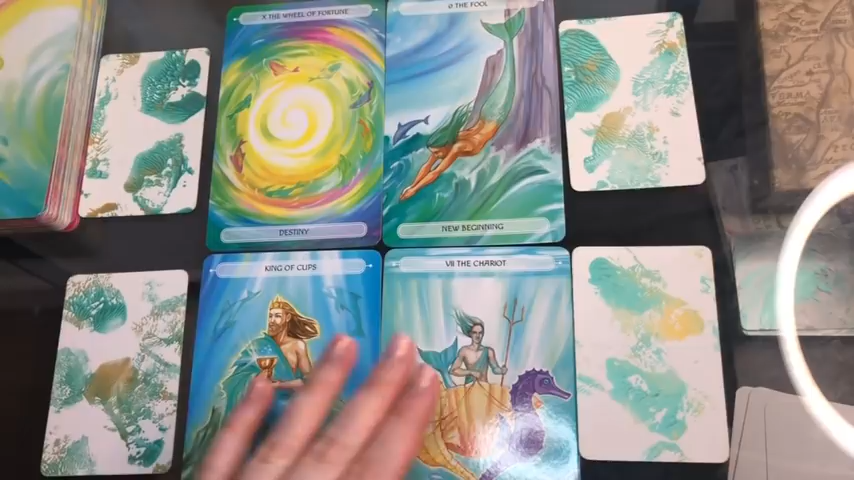 X THE WHEEL OF FORTUNE
0 THE FOOL
DESTINY
NEW BEGINNING
KING OF CUPS
VII THE CHARIOT